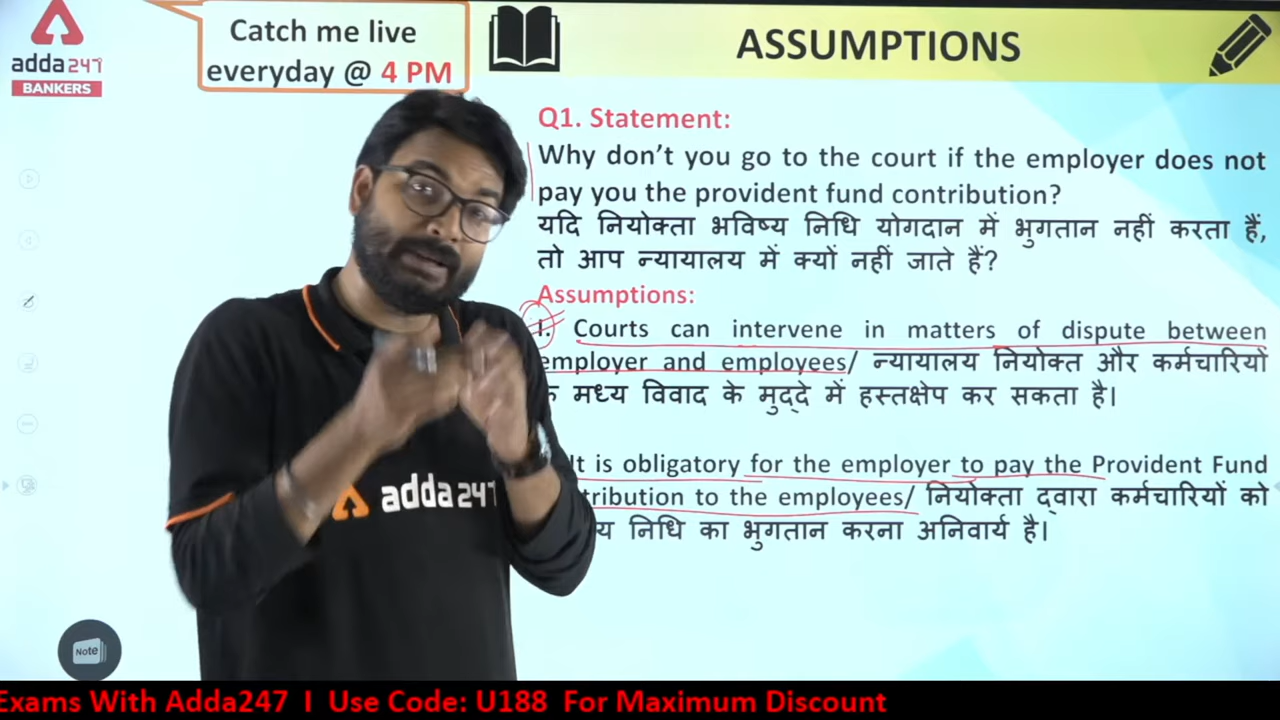 adda247
BANKERS
Catch me live
everyday @ 4 PM
ASSUMPTIONS
Q1. Statement:
Why don't you go to the court if the employer does not
pay you the provident fund contribution?
यदि नियोक्ता भविष्य निधि योगदान में भुगतान नहीं करता हैं,
तो आप न्यायालय में क्यों नहीं जाते हैं?
Assumptions:
I. Courts can intervene in matters of dispute between
employer and employees/ न्यायालय नियोक्त और कर्मचारियों
मध्य विवाद के मुद्दे में हस्तक्षेप कर सकता है।
It is obligatory for the employer to pay the Provident Fund
to the employees/ नियोक्ता द्वारा कर्मचारियों को
निधि का भुगतान करना अनिवार्य है।
adda247
Note
Exams With Adda247 I Use Code: U188 For Maximum Discount